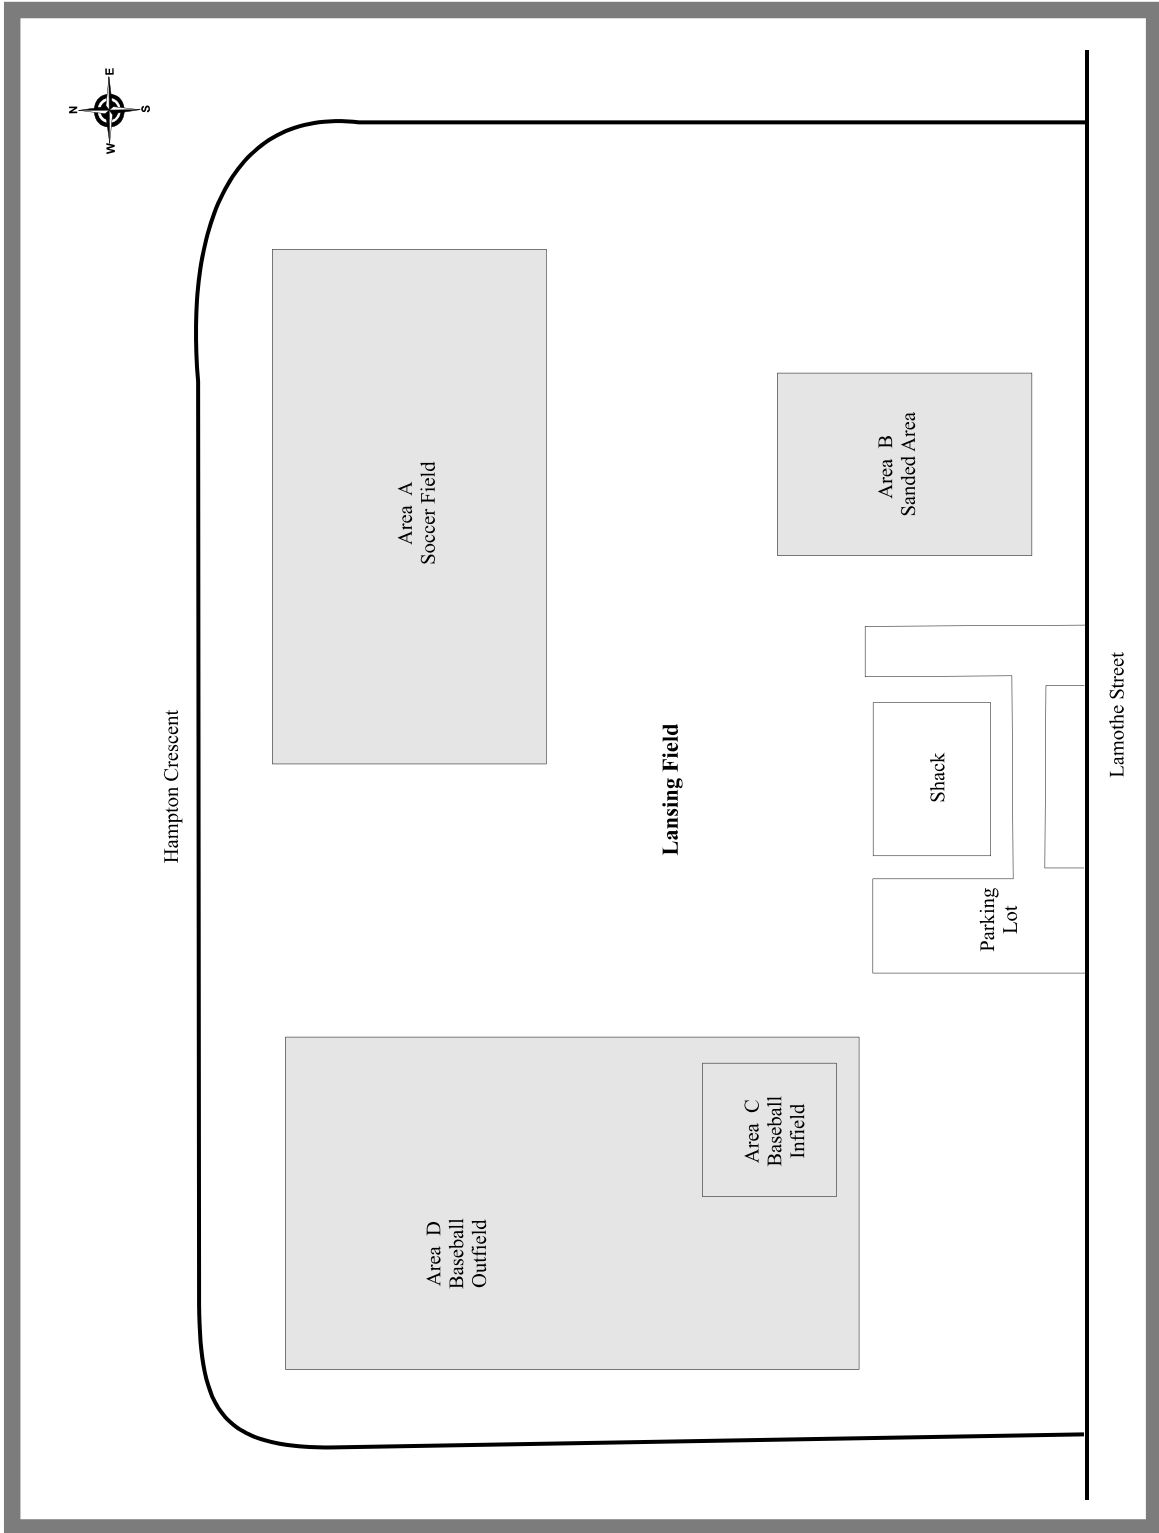 N
E
S
W
Hampton Crescent
Area A
Soccer Field
Area B
Sanded Area
Lansing Field
Shack
Parking
Lot
Area C
Baseball
Infield
Area D
Baseball
Outfield
Lamothe Street